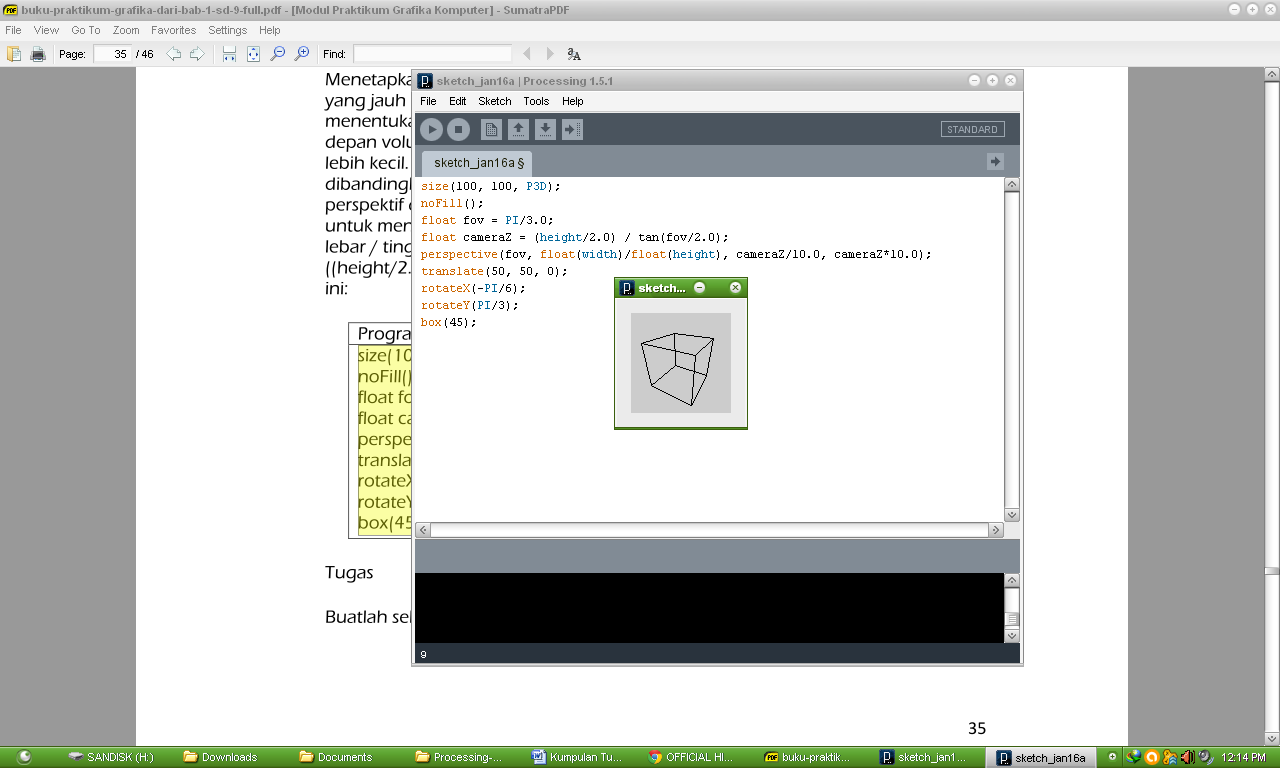 buku-praktikum-grafika-dari-bab-1-sd-9-full.pdf - [Modul Praktikum Grafika Komputer] - SumatraPDF
File View Go To Zoom Favorites Settings Help
Page: 35 / 46 Find:
Menetapka
yang jauh
menentuka
depan volu
lebih kecil.
dibandingl
perspektif
untuk mer
lebar / ting
((height/2.
ini:
Progra
size(10
noFill()
float fo
float ca
perspe
transla
rotateX
rotateY
box(45
Tugas
Buatlah sel
35
sketch_jan16a | Processing 1.5.1
File Edit Sketch Tools Help
STANDARD
sketch_jan16a §
size(100, 100, P3D);
noFill();
float fov = PI/3.0;
float cameraZ = (height/2.0) / tan(fov/2.0);
perspective(fov, float(width)/float(height), cameraZ/10.0, cameraZ*10.0);
translate(50, 50, 0);
rotateX(-PI/6);
rotateY(PI/3);
box(45);
sketch...
9
SANDISK (H:) Downloads Documents Processing-... Kumpulan Tu... OFFICIAL HI... buku-praktik... sketch_jan1... sketch_jan16a 12:14 PM